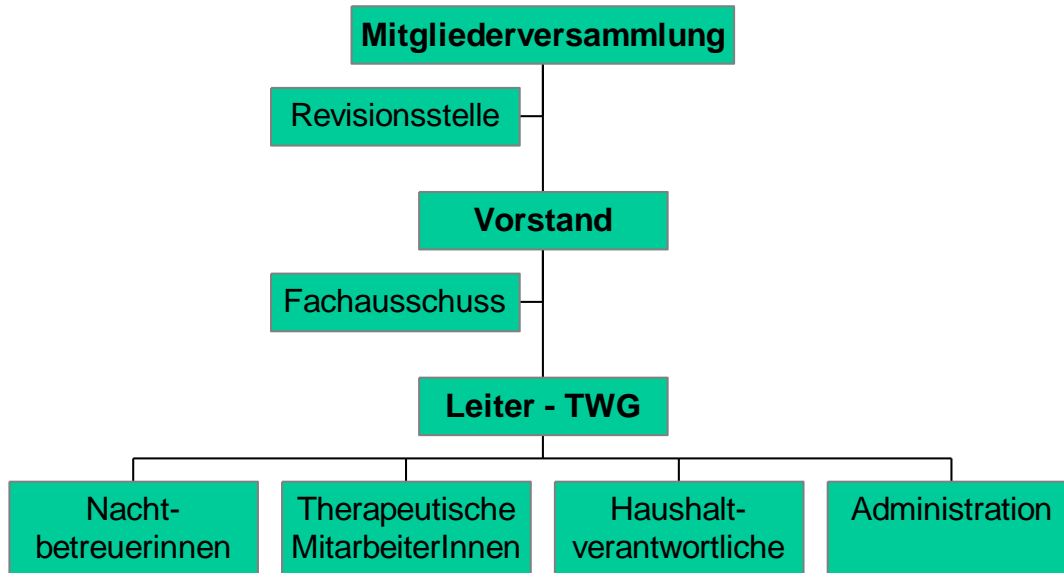 Mitgliederversammlung
Revisionsstelle
Vorstand
Fachausschuss
Leiter - TWG
Nacht-
betreuerinnen
Therapeutische
MitarbeiterInnen
Haushalt-
verantwortliche
Administration